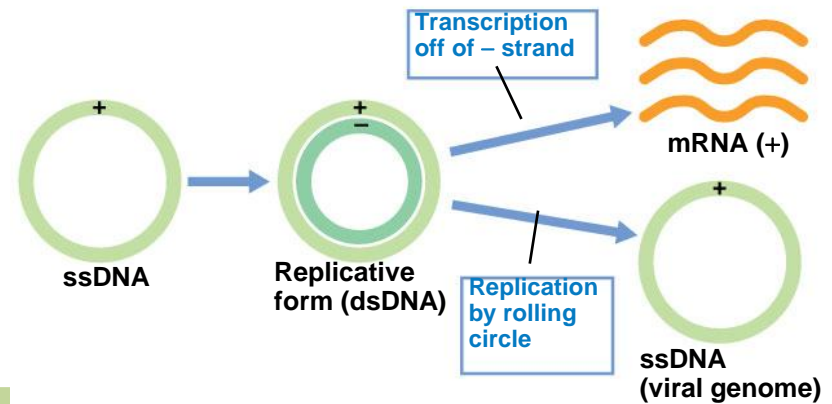 Transcription
off of – strand
+
+
–
mRNA (+)
+
ssDNA
Replicative
form (dsDNA)
Replication
by rolling
circle
ssDNA
(viral genome)